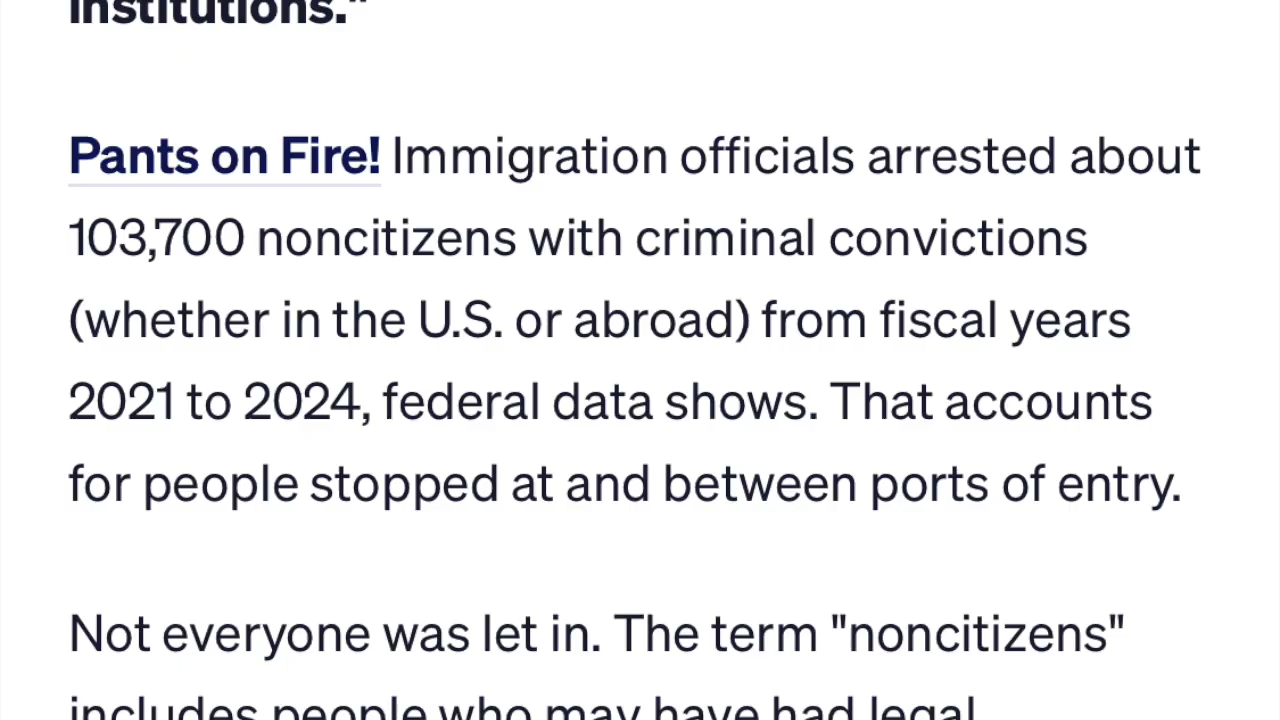 institutions."
Pants on Fire! Immigration officials arrested about
103,700 noncitizens with criminal convictions
(whether in the U.S. or abroad) from fiscal years
2021 to 2024, federal data shows. That accounts
for people stopped at and between ports of entry.
Not everyone was let in. The term "noncitizens"
includes people who may have had legal